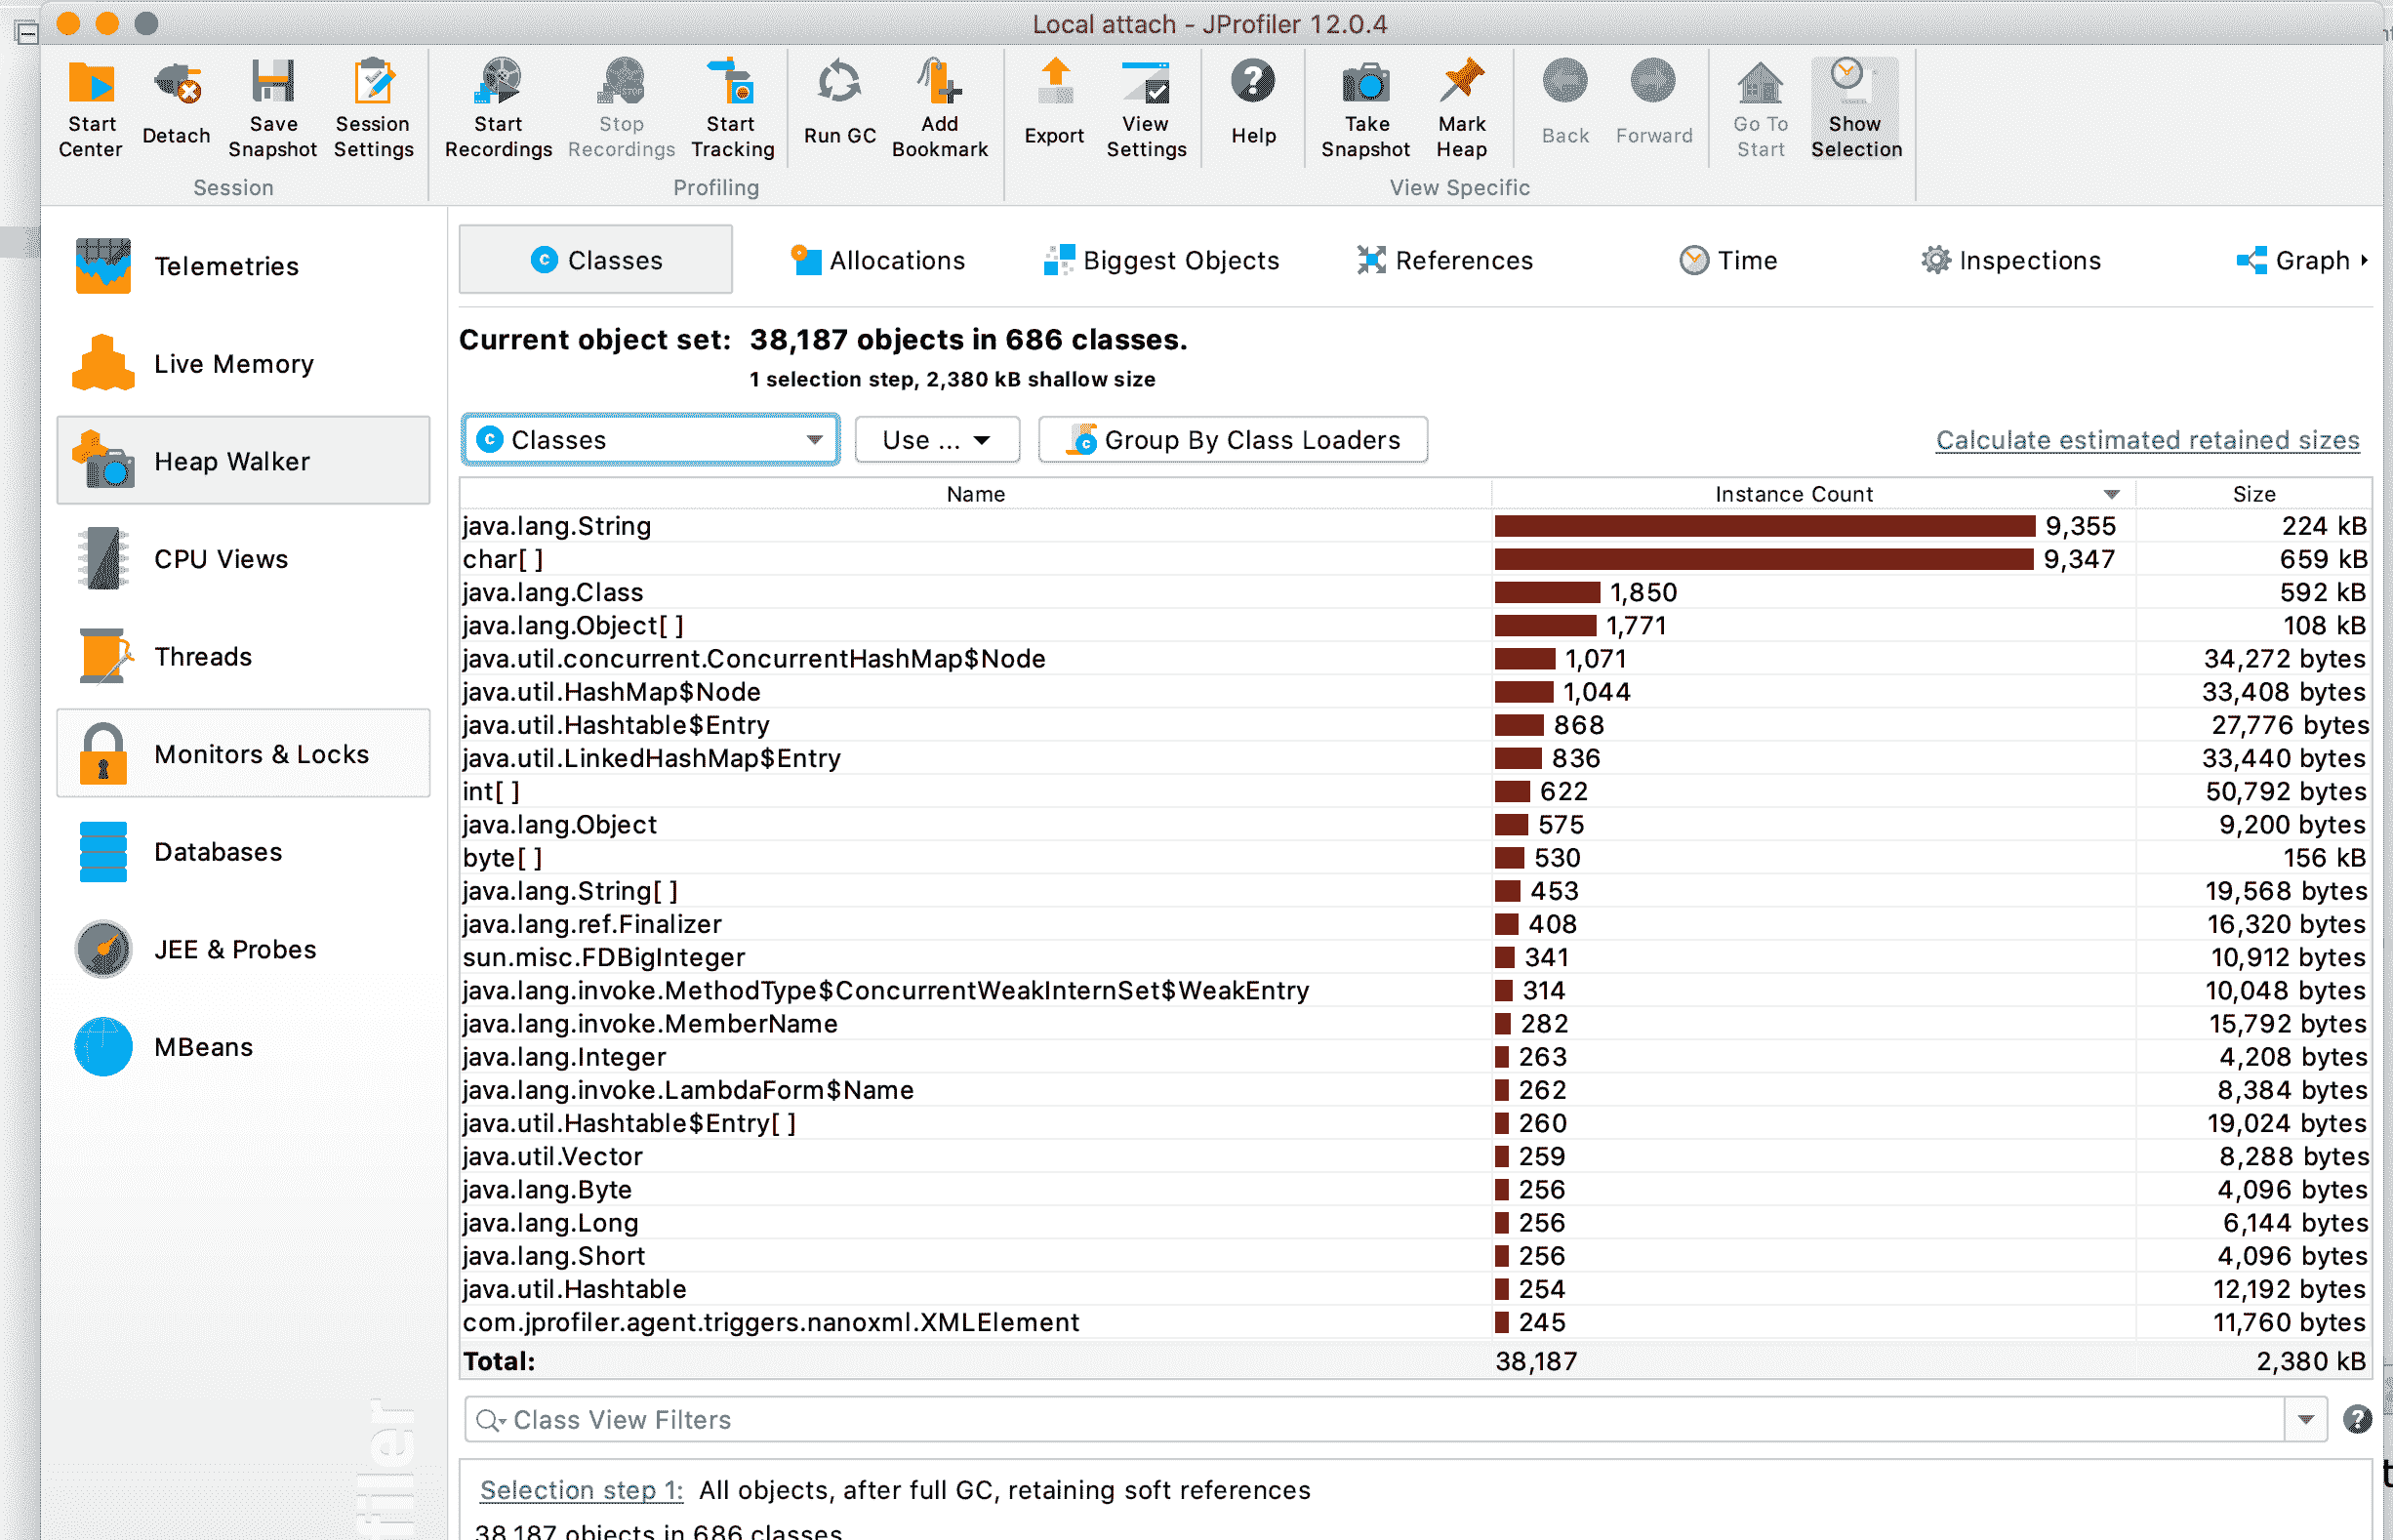 Local attach - JProfiler 12.0.4
Start Center
Detach
Save Snapshot
Session Settings
Start Recordings
Stop Recordings
Start Tracking
Run GC
Add Bookmark
Export
View Settings
Help
Take Snapshot
Mark Heap
Back
Forward
Go To Start
Show Selection
Session
Profiling
View Specific
Telemetries
Live Memory
Heap Walker
CPU Views
Threads
Monitors & Locks
Databases
JEE & Probes
MBeans
Classes Allocations Biggest Objects References Time Inspections Graph
Current object set: 38,187 objects in 686 classes.
1 selection step, 2,380 kB shallow size
Classes Use ... Group By Class Loaders Calculate estimated retained sizes
Name Instance Count Size
java.lang.String 9,355 224 kB
char[ ] 9,347 659 kB
java.lang.Class 1,850 592 kB
java.lang.Object[ ] 1,771 108 kB
java.util.concurrent.ConcurrentHashMap$Node 1,071 34,272 bytes
java.util.HashMap$Node 1,044 33,408 bytes
java.util.Hashtable$Entry 868 27,776 bytes
java.util.LinkedHashMap$Entry 836 33,440 bytes
int[ ] 622 50,792 bytes
java.lang.Object 575 9,200 bytes
byte[ ] 530 156 kB
java.lang.String[ ] 453 19,568 bytes
java.lang.ref.Finalizer 408 16,320 bytes
sun.misc.FDBigInteger 341 10,912 bytes
java.lang.invoke.MethodType$ConcurrentWeakInternSet$WeakEntry 314 10,048 bytes
java.lang.invoke.MemberName 282 15,792 bytes
java.lang.Integer 263 4,208 bytes
java.lang.invoke.LambdaForm$Name 262 8,384 bytes
java.util.Hashtable$Entry[ ] 260 19,024 bytes
java.util.Vector 259 8,288 bytes
java.lang.Byte 256 4,096 bytes
java.lang.Long 256 6,144 bytes
java.lang.Short 256 4,096 bytes
java.util.Hashtable 254 12,192 bytes
com.jprofiler.agent.triggers.nanoxml.XMLElement 245 11,760 bytes
Total: 38,187 2,380 kB
Class View Filters
Selection step 1: All objects, after full GC, retaining soft references
38,187 objects in 686 classes